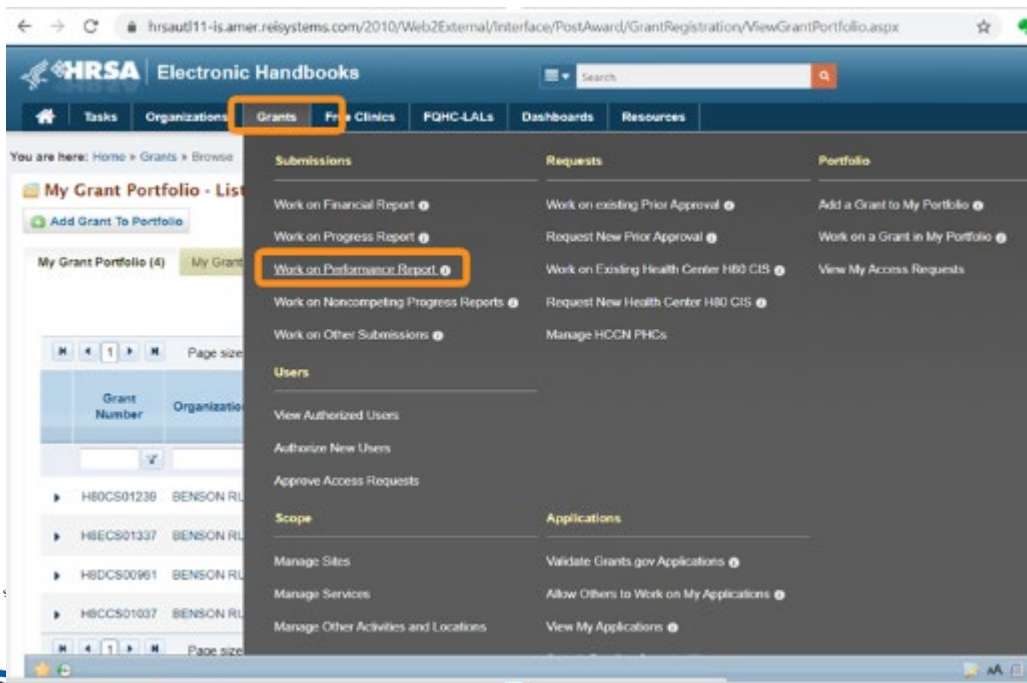 hrsautl11-is.amer.reisystems.com/2010/Web2External/Interface/PostAward/GrantRegistration/ViewGrantPortfolio.aspx
HRSA Electronic Handbooks
Search
Tasks Organizations Grants Free Clinics FQHC-LALs Dashboards Resources
You are here: Home » Grants » Browse
My Grant Portfolio - List
Add Grant To Portfolio
My Grant Portfolio (4) My Grant
1 Page size
Grant Number
Organizatio
H80CS01239 BENSON RU
H8ECS01337 BENSON RU
H8DCS00961 BENSON RU
H8CCS01037 BENSON RU
1 Page size
Submissions
Work on Financial Report
Work on Progress Report
Work on Performance Report
Work on Noncompeting Progress Reports
Work on Other Submissions
Users
View Authorized Users
Authorize New Users
Approve Access Requests
Scope
Manage Sites
Manage Services
Manage Other Activities and Locations
Requests
Work on existing Prior Approval
Request New Prior Approval
Work on Existing Health Center H80 CIS
Request New Health Center H80 CIS
Manage HCCN PHCs
Applications
Validate Grants.gov Applications
Allow Others to Work on My Applications
View My Applications
Portfolio
Add a Grant to My Portfolio
Work on a Grant in My Portfolio
View My Access Requests